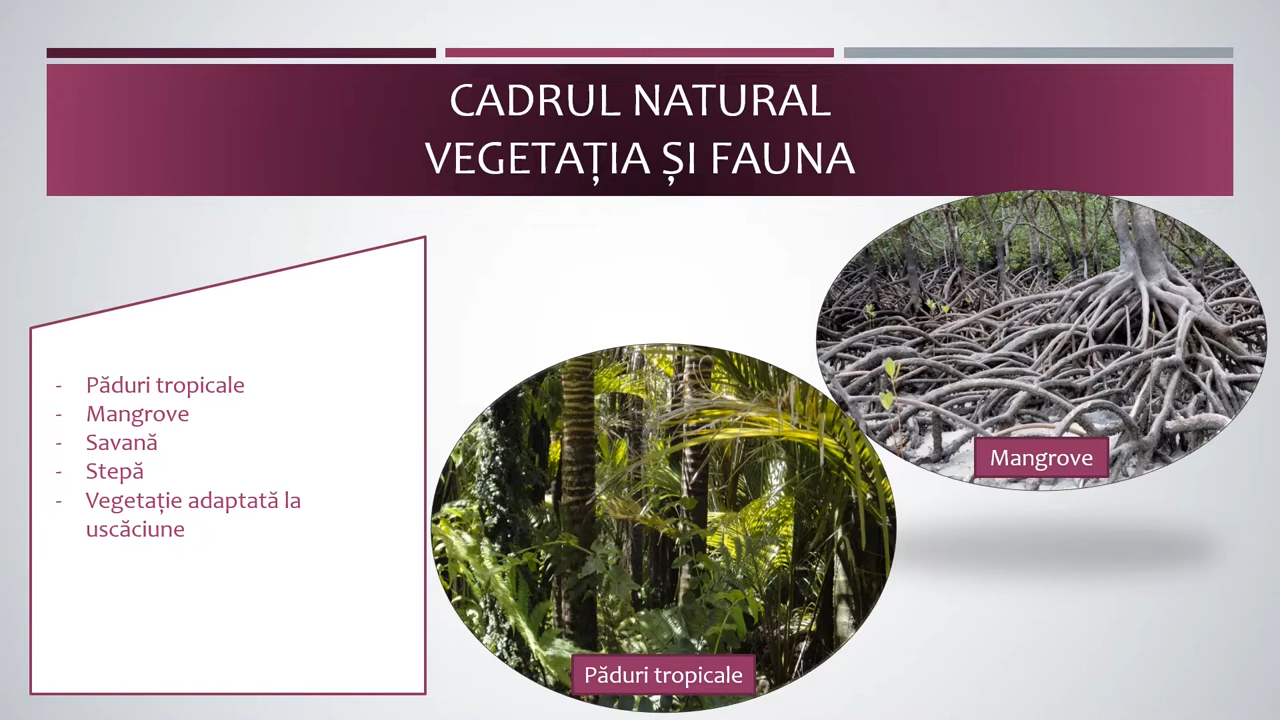 CADRUL NATURAL
VEGETAȚIA ȘI FAUNA
- Păduri tropicale
- Mangrove
- Savană
- Stepă
- Vegetație adaptată la
uscăciune
Mangrove
Păduri tropicale